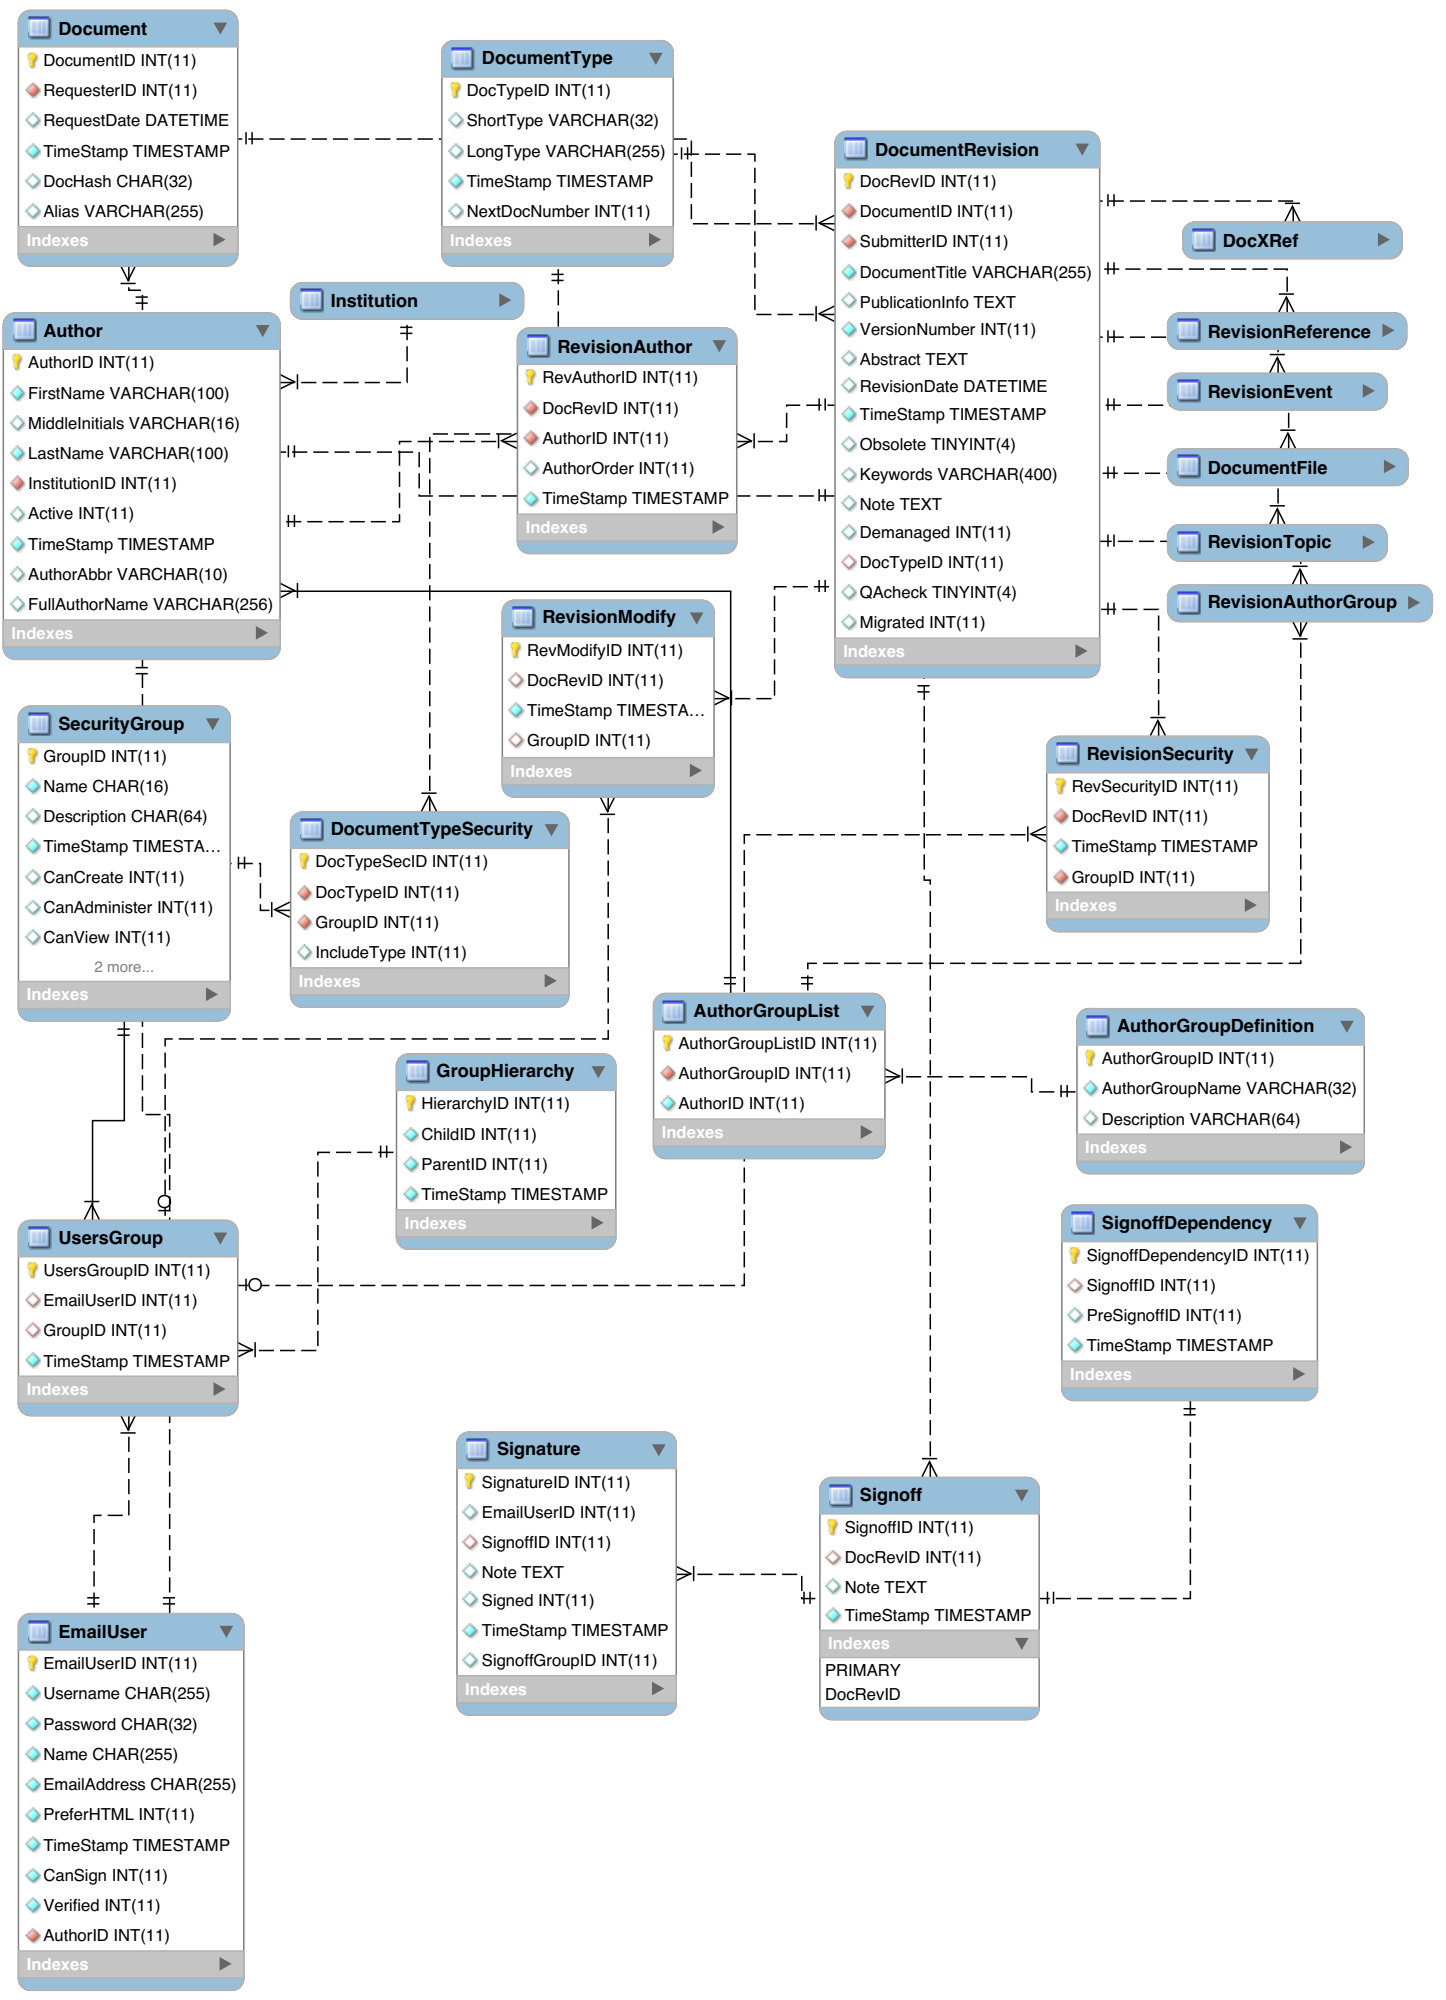 Document
DocumentID INT(11)
RequesterID INT(11)
RequestDate DATETIME
TimeStamp TIMESTAMP
DocHash CHAR(32)
Alias VARCHAR(255)
Indexes
DocumentType
DocTypeID INT(11)
ShortType VARCHAR(32)
LongType VARCHAR(255)
TimeStamp TIMESTAMP
NextDocNumber INT(11)
Indexes
DocumentRevision
DocRevID INT(11)
DocumentID INT(11)
SubmitterID INT(11)
DocumentTitle VARCHAR(255)
PublicationInfo TEXT
VersionNumber INT(11)
Abstract TEXT
RevisionDate DATETIME
TimeStamp TIMESTAMP
Obsolete TINYINT(4)
Keywords VARCHAR(400)
Note TEXT
Demanaged INT(11)
DocTypeID INT(11)
QAcheck TINYINT(4)
Migrated INT(11)
Indexes
DocXRef
RevisionReference
RevisionEvent
DocumentFile
RevisionTopic
RevisionAuthorGroup
Institution
Author
AuthorID INT(11)
FirstName VARCHAR(100)
MiddleInitials VARCHAR(16)
LastName VARCHAR(100)
InstitutionID INT(11)
Active INT(11)
TimeStamp TIMESTAMP
AuthorAbbr VARCHAR(10)
FullAuthorName VARCHAR(256)
Indexes
RevisionAuthor
RevAuthorID INT(11)
DocRevID INT(11)
AuthorID INT(11)
AuthorOrder INT(11)
TimeStamp TIMESTAMP
Indexes
RevisionModify
RevModifyID INT(11)
DocRevID INT(11)
TimeStamp TIMESTA...
GroupID INT(11)
Indexes
SecurityGroup
GroupID INT(11)
Name CHAR(16)
Description CHAR(64)
TimeStamp TIMESTA...
CanCreate INT(11)
CanAdminister INT(11)
CanView INT(11)
2 more...
Indexes
DocumentTypeSecurity
DocTypeSecID INT(11)
DocTypeID INT(11)
GroupID INT(11)
IncludeType INT(11)
Indexes
RevisionSecurity
RevSecurityID INT(11)
DocRevID INT(11)
TimeStamp TIMESTAMP
GroupID INT(11)
Indexes
AuthorGroupList
AuthorGroupListID INT(11)
AuthorGroupID INT(11)
AuthorID INT(11)
Indexes
AuthorGroupDefinition
AuthorGroupID INT(11)
AuthorGroupName VARCHAR(32)
Description VARCHAR(64)
Indexes
GroupHierarchy
HierarchyID INT(11)
ChildID INT(11)
ParentID INT(11)
TimeStamp TIMESTAMP
Indexes
UsersGroup
UsersGroupID INT(11)
EmailUserID INT(11)
GroupID INT(11)
TimeStamp TIMESTAMP
Indexes
SignoffDependency
SignoffDependencyID INT(11)
SignoffID INT(11)
PreSignoffID INT(11)
TimeStamp TIMESTAMP
Indexes
Signature
SignatureID INT(11)
EmailUserID INT(11)
SignoffID INT(11)
Note TEXT
Signed INT(11)
TimeStamp TIMESTAMP
SignoffGroupID INT(11)
Indexes
Signoff
SignoffID INT(11)
DocRevID INT(11)
Note TEXT
TimeStamp TIMESTAMP
Indexes
PRIMARY
DocRevID
EmailUser
EmailUserID INT(11)
Username CHAR(255)
Password CHAR(32)
Name CHAR(255)
EmailAddress CHAR(255)
PreferHTML INT(11)
TimeStamp TIMESTAMP
CanSign INT(11)
Verified INT(11)
AuthorID INT(11)
Indexes